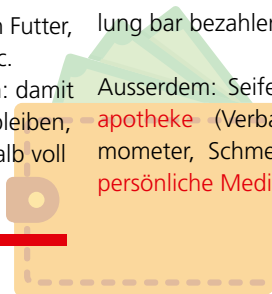 Futter,
c.
: damit
bleiben,
alb voll
lung bar bezahlen
Ausserdem: Seife
apotheke (Verba
mometer, Schme
persönliche Medi